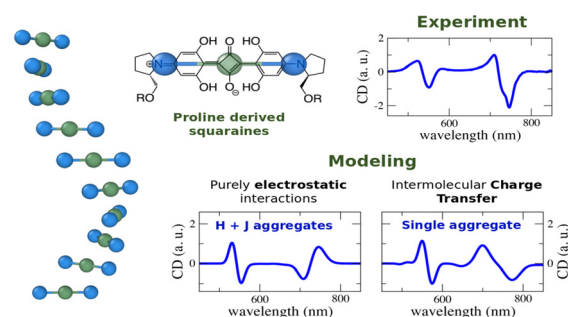 Experiment
OH O HO
N N
⊕
OH O⊖ HO
RO OR
Proline derived
squaraines
CD (a. u.)
2
0
-2
600 800
wavelength (nm)
Modeling
Purely electrostatic
interactions
Intermolecular Charge
Transfer
H + J aggregates
Single aggregate
CD (a. u.)
2
0
600 800
wavelength (nm)
CD (a. u.)
2
0
600 800
wavelength (nm)